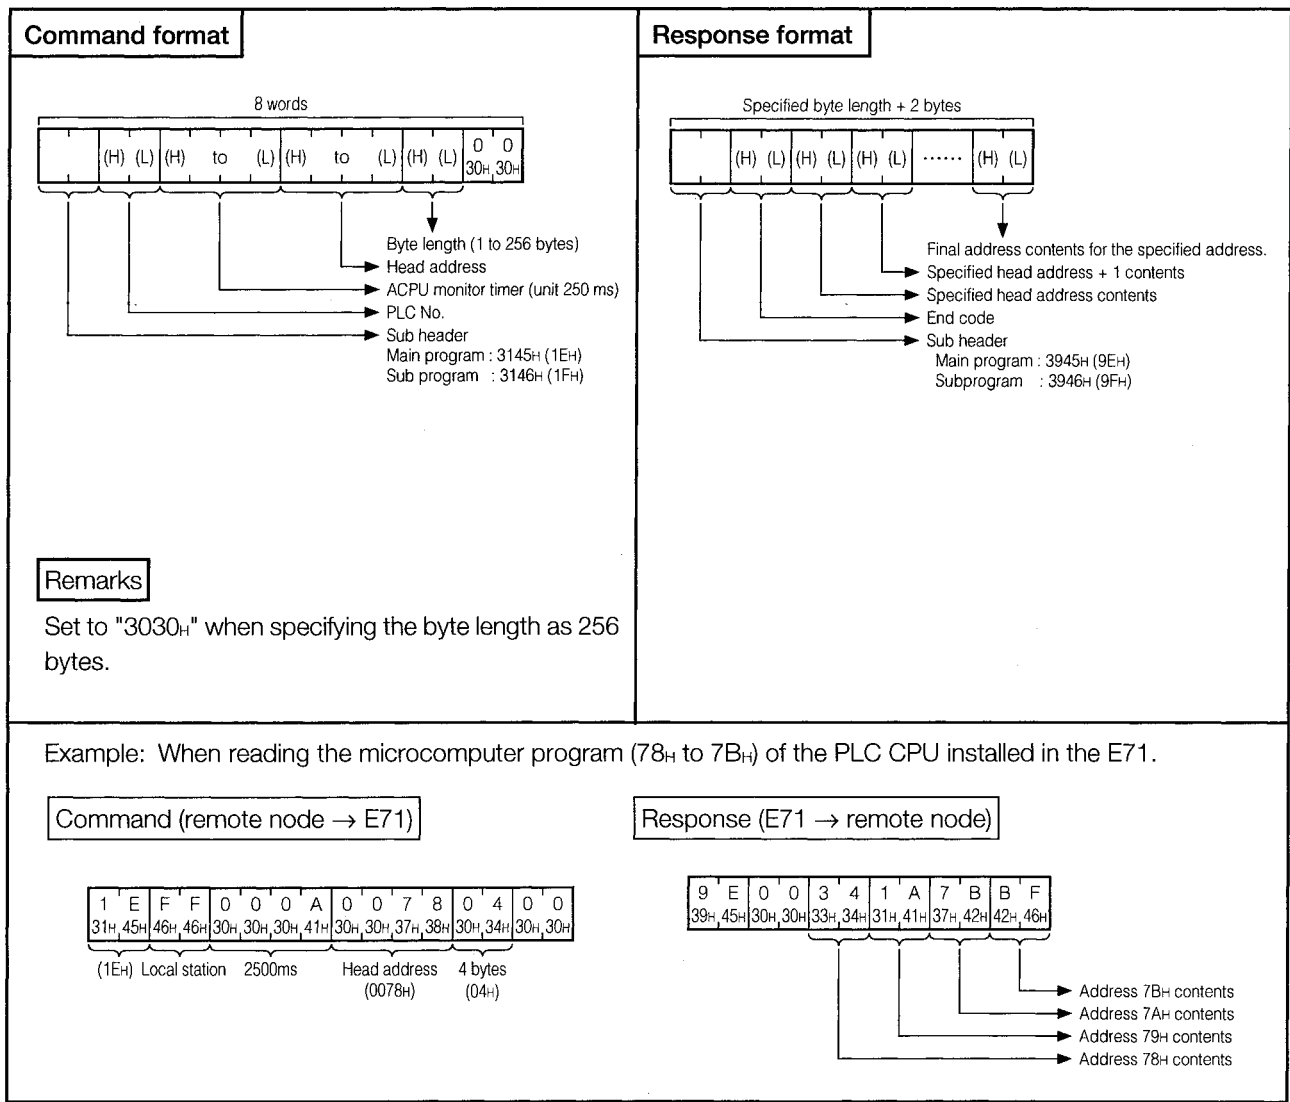 Command format
8 words
(H) (L) (H) to (L) (H) to (L) (H) (L) 0 0
30H 30H
Byte length (1 to 256 bytes)
Head address
ACPU monitor timer (unit 250 ms)
PLC No.
Sub header
Main program : 3145H (1EH)
Sub program : 3146H (1FH)
Remarks
Set to "3030H" when specifying the byte length as 256
bytes.
Response format
Specified byte length + 2 bytes
(H) (L) (H) (L) (H) (L) ...... (H) (L)
Final address contents for the specified address.
Specified head address + 1 contents
Specified head address contents
End code
Sub header
Main program : 3945H (9EH)
Subprogram : 3946H (9FH)
Example: When reading the microcomputer program (78H to 7BH) of the PLC CPU installed in the E71.
Command (remote node → E71)
1 E F F 0 0 0 A 0 0 7 8 0 4 0 0
31H 45H 46H 46H 30H 30H 30H 41H 30H 30H 37H 38H 30H 34H 30H 30H
(1EH) Local station 2500ms Head address 4 bytes
(0078H) (04H)
Response (E71 → remote node)
9 E 0 0 3 4 1 A 7 B B F
39H 45H 30H 30H 33H 34H 31H 41H 37H 42H 42H 46H
Address 7BH contents
Address 7AH contents
Address 79H contents
Address 78H contents